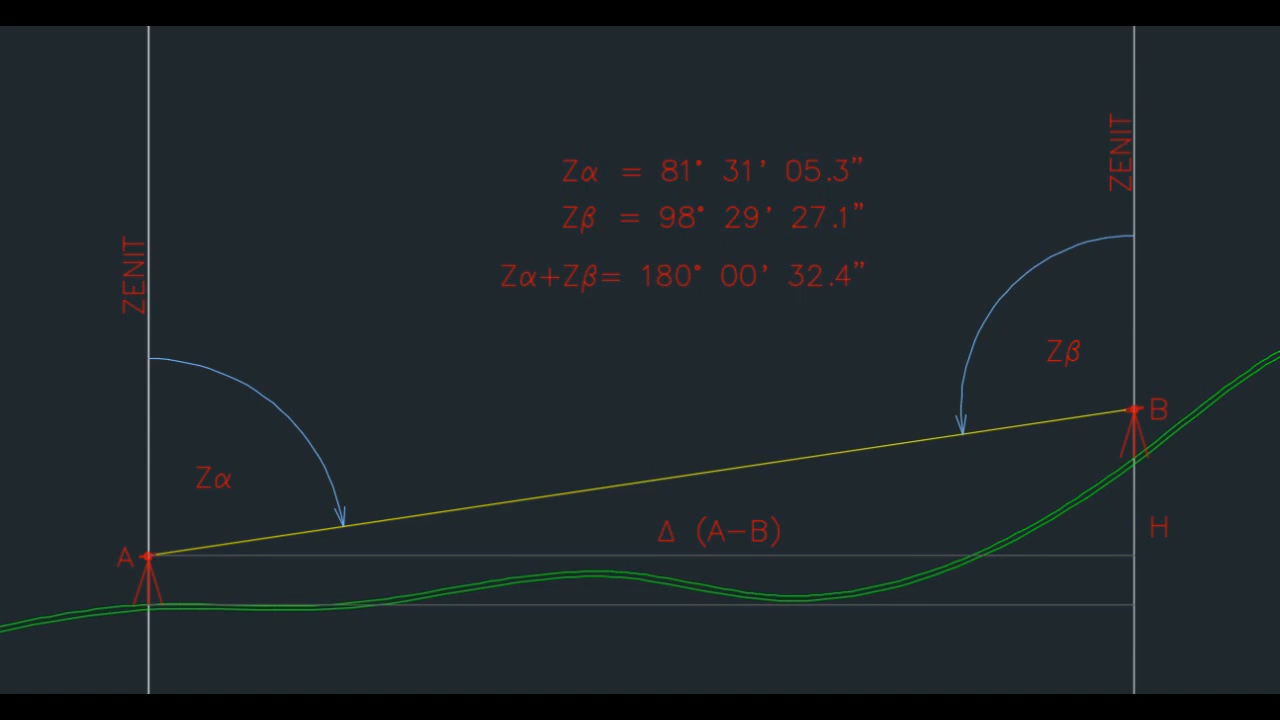 ZENIT
Zα = 81° 31' 05.3"
Zβ = 98° 29' 27.1"
ZENIT
Zα+Zβ= 180° 00' 32.4"
Zβ
B
Zα
Δ (A-B)
H
A